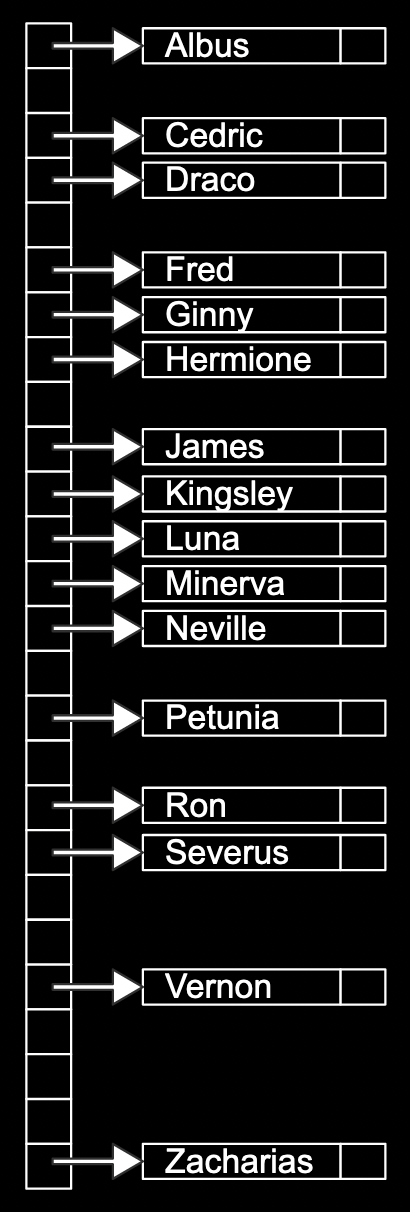 Albus
Cedric
Draco
Fred
Ginny
Hermione
James
Kingsley
Luna
Minerva
Neville
Petunia
Ron
Severus
Vernon
Zacharias